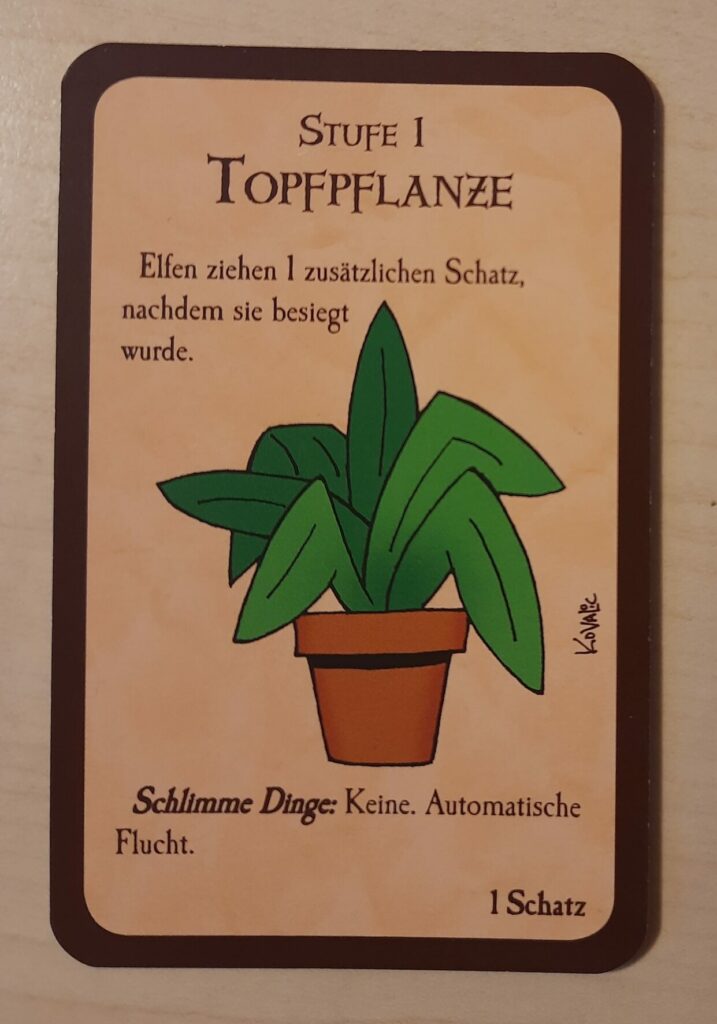 Stufe 1
Topfpflanze
Elfen ziehen 1 zusätzlichen Schatz,
nachdem sie besiegt
wurde.
Kovalic
Schlimme Dinge: Keine. Automatische
Flucht.
1 Schatz